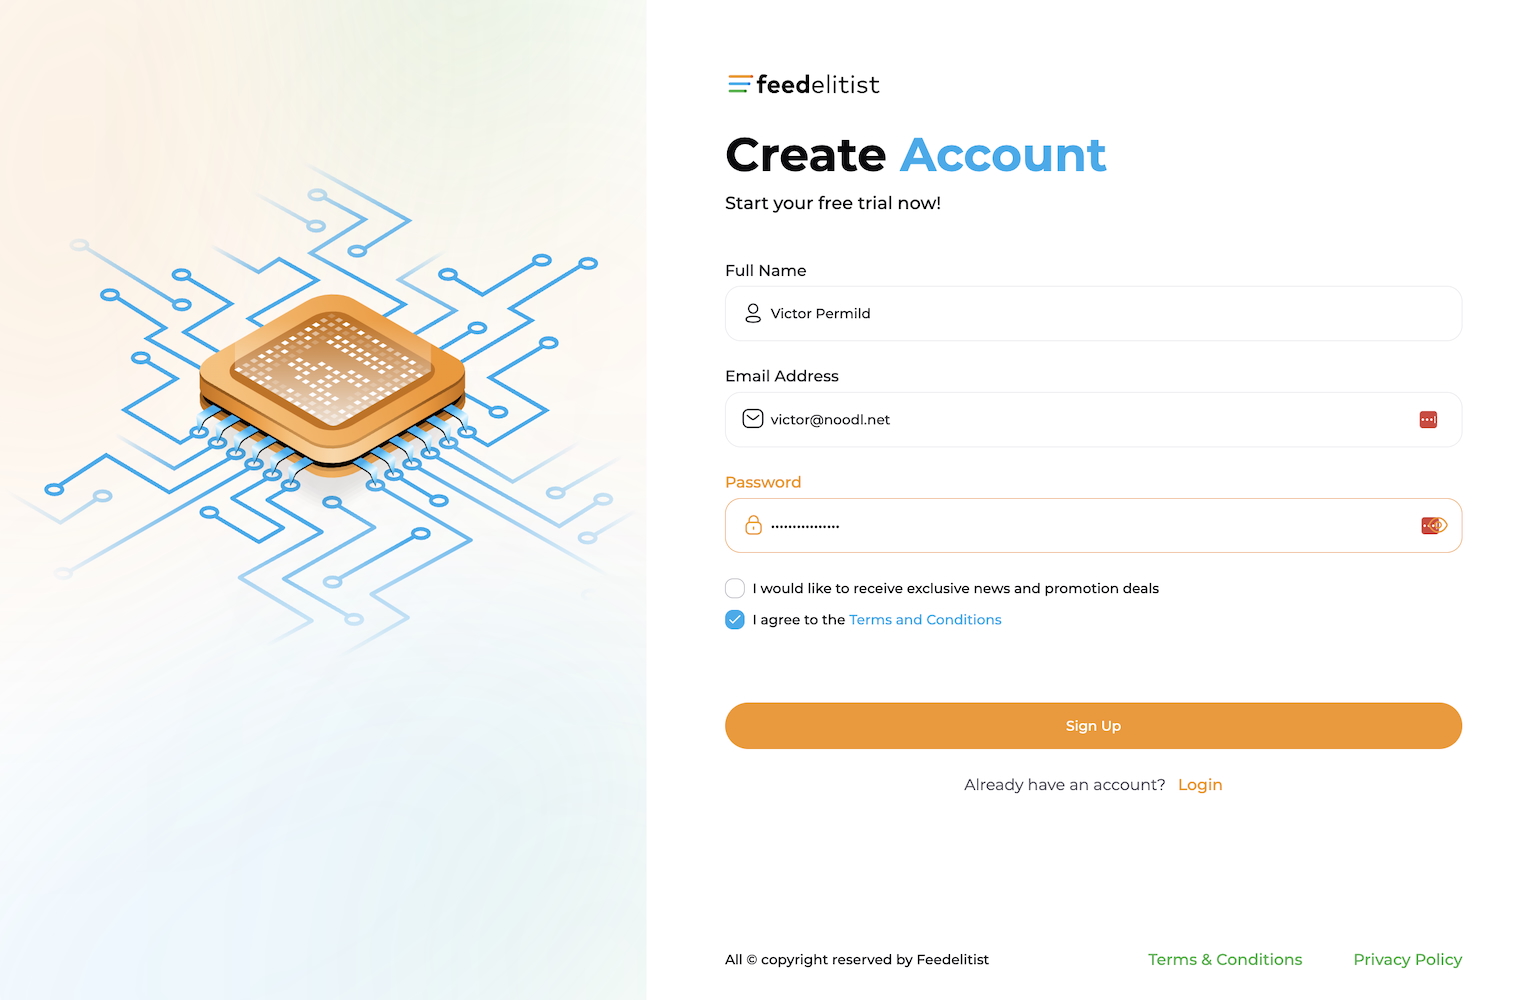 feedelitist
Create Account
Start your free trial now!
Full Name
Victor Permild
Email Address
victor@noodl.net
Password
••••••••••••••••
I would like to receive exclusive news and promotion deals
I agree to the Terms and Conditions
Sign Up
Already have an account? Login
All © copyright reserved by Feedelitist Terms & Conditions Privacy Policy